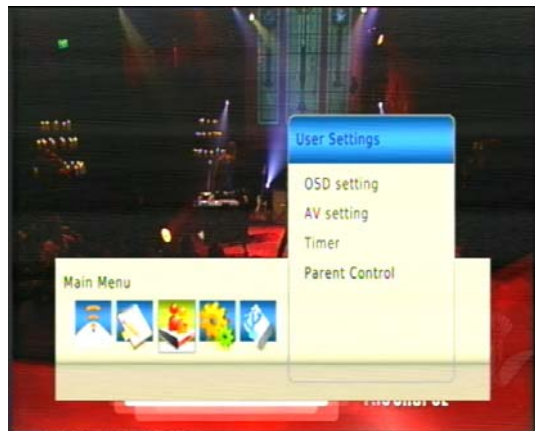 User Settings
OSD setting
AV setting
Timer
Parent Control
Main Menu